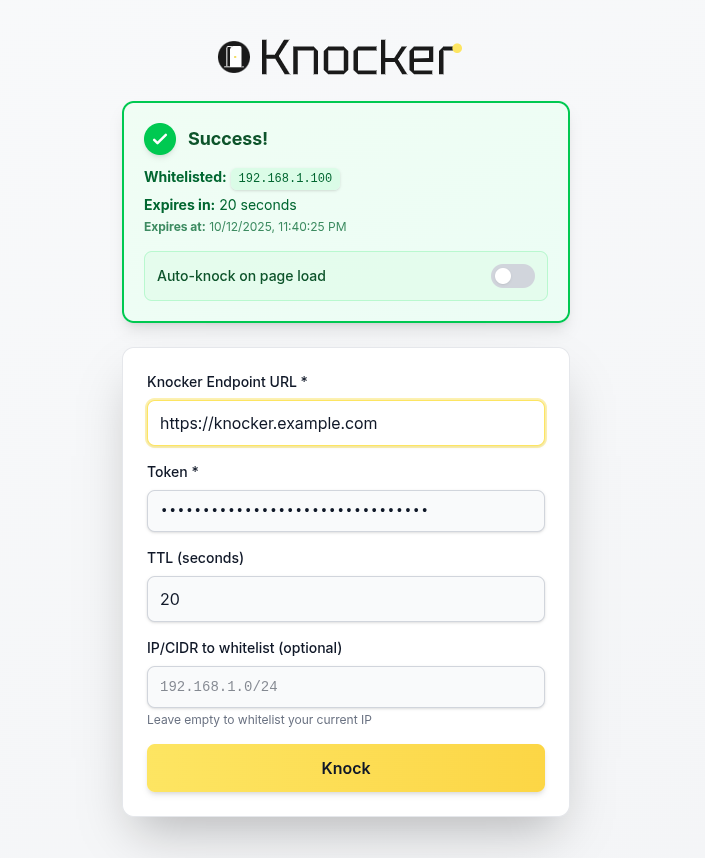 Knocker
Success!
Whitelisted: 192.168.1.100
Expires in: 20 seconds
Expires at: 10/12/2025, 11:40:25 PM
Auto-knock on page load
Knocker Endpoint URL *
https://knocker.example.com
Token *
••••••••••••••••••••••••••••••••
TTL (seconds)
20
IP/CIDR to whitelist (optional)
192.168.1.0/24
Leave empty to whitelist your current IP
Knock